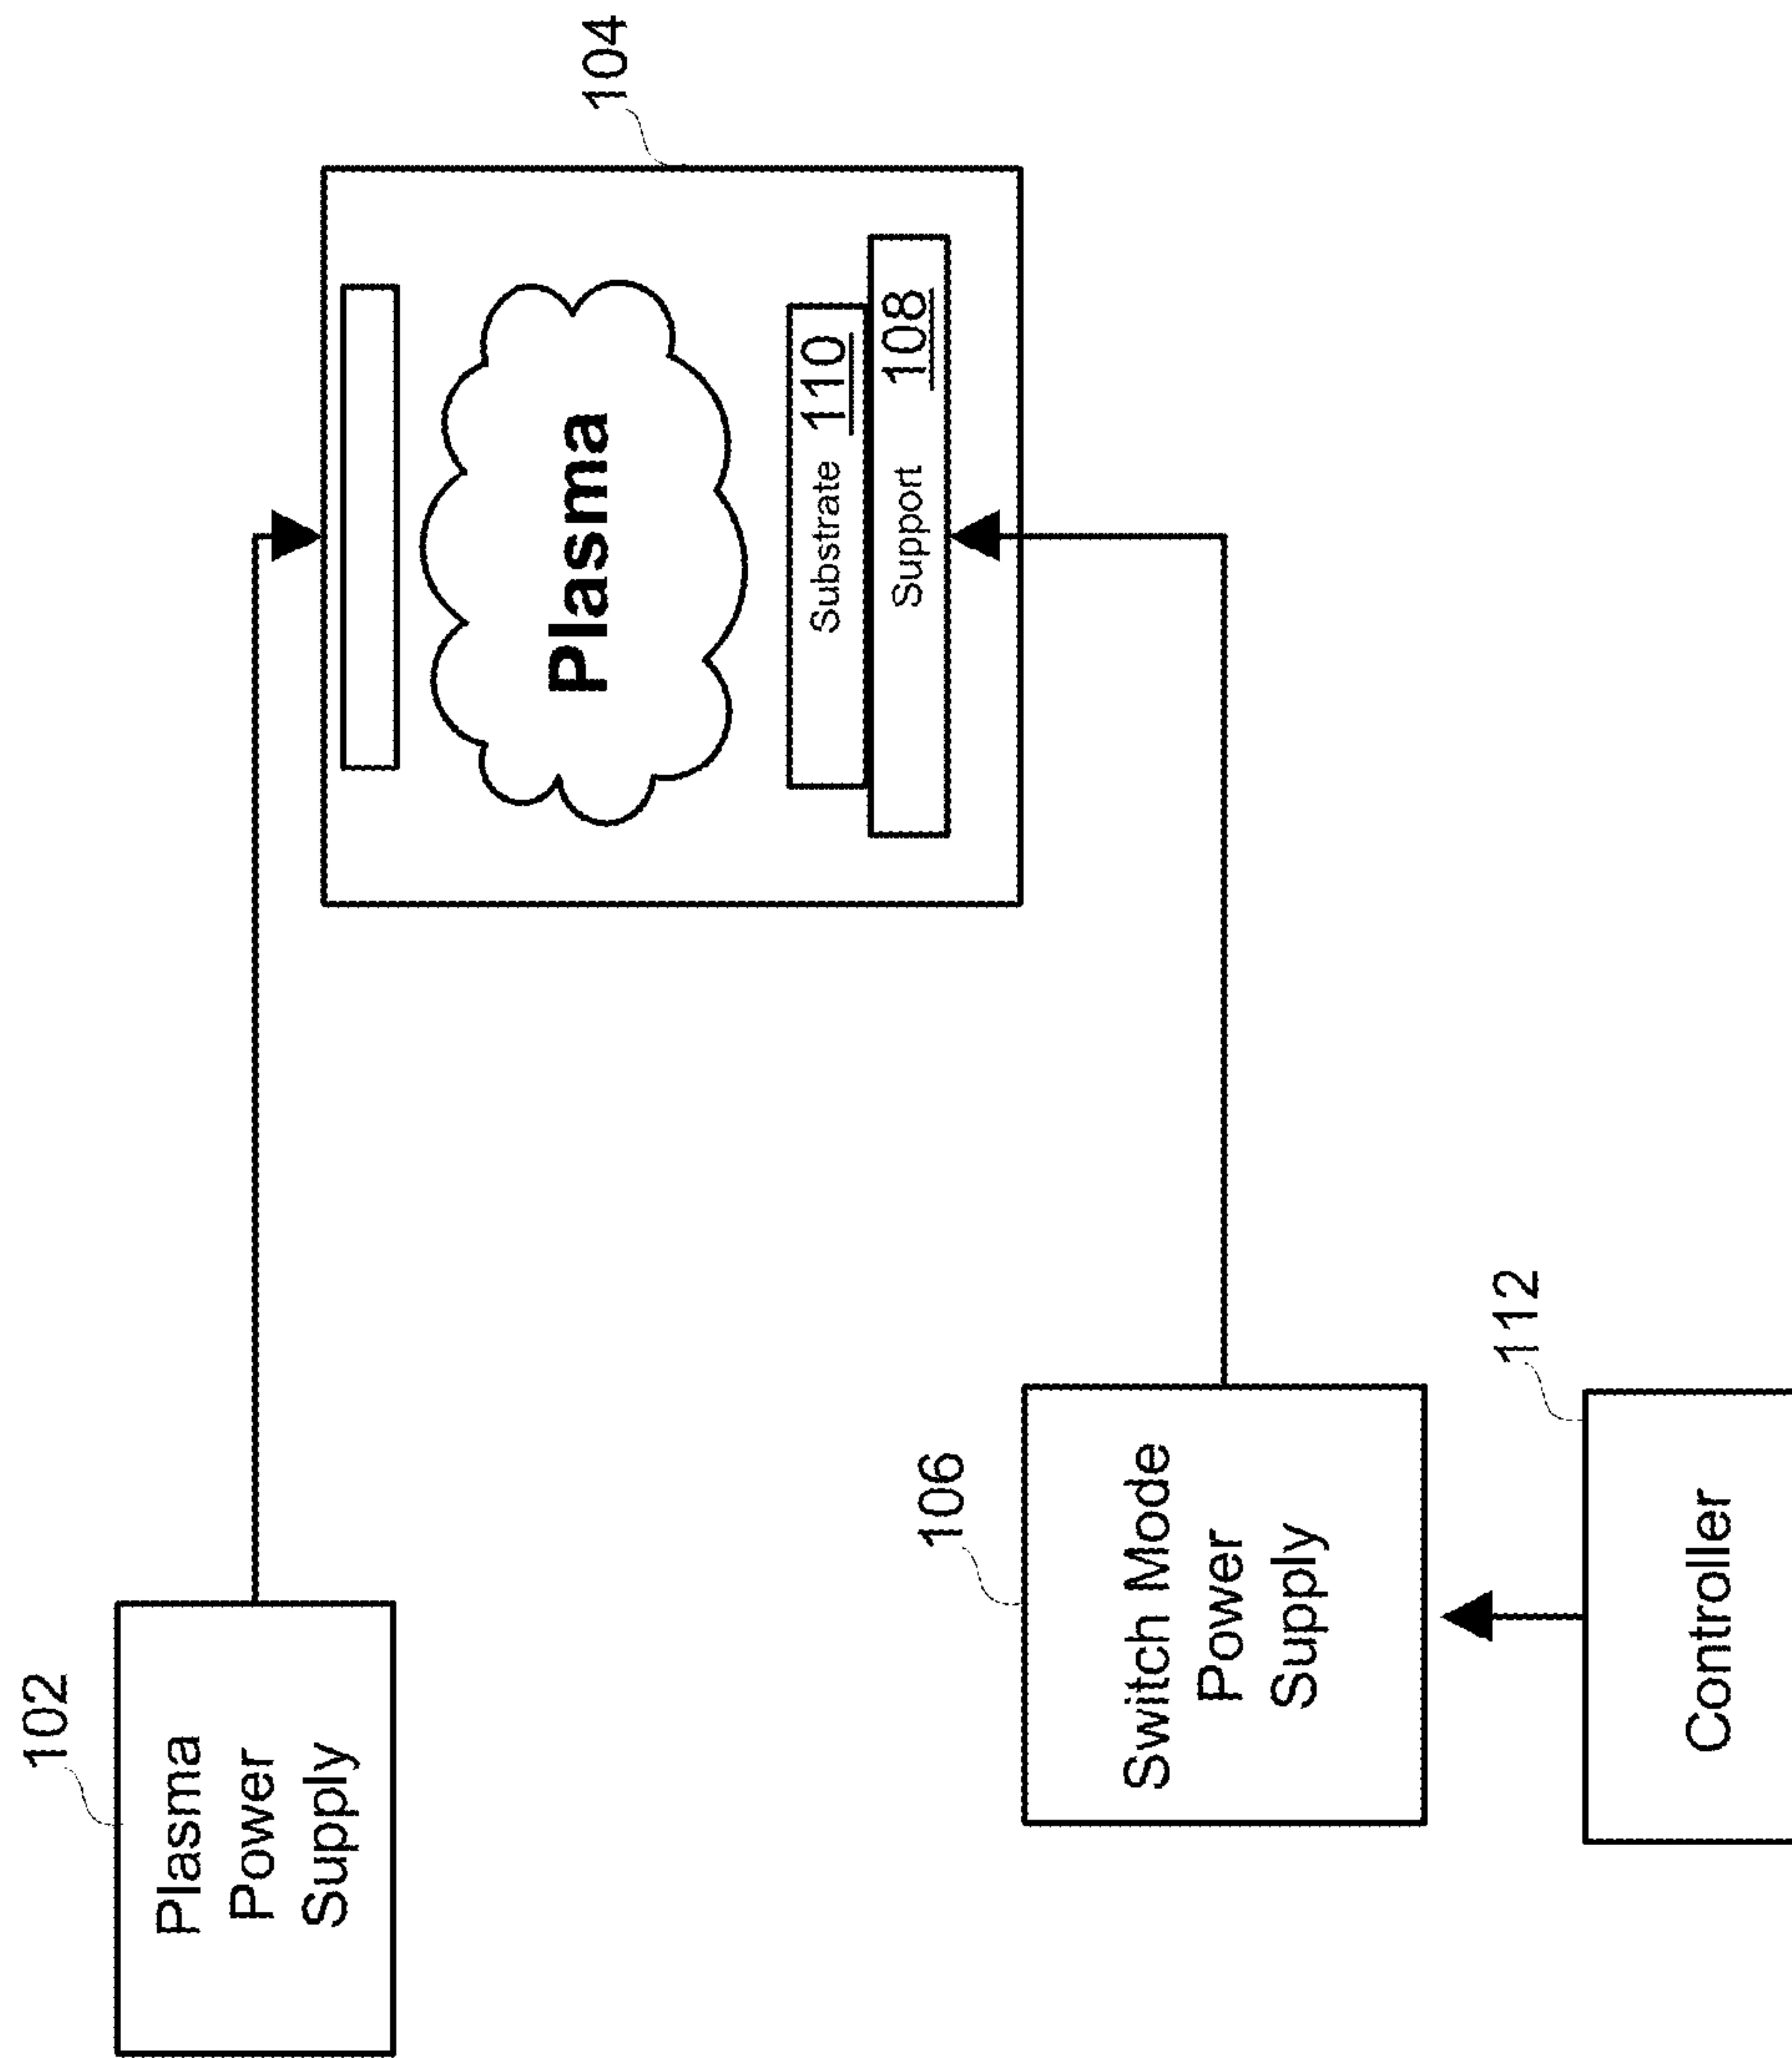 102
Plasma
Power
Supply
104
Plasma
Substrate 110
Support 108
106
Switch Mode
Power
Supply
112
Controller